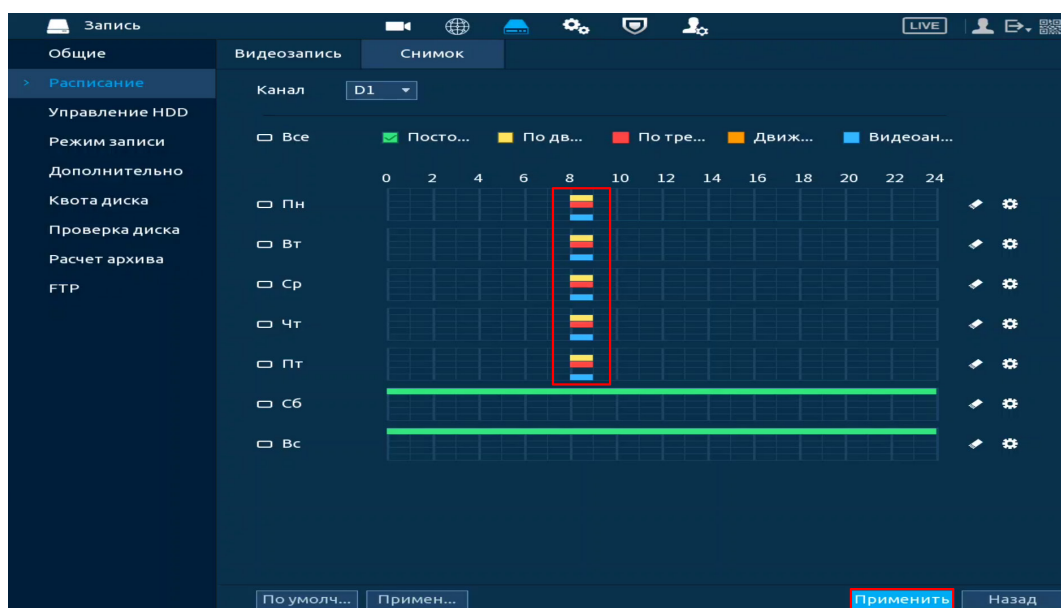 Запись LIVE
Общие
Видеозапись Снимок
> Расписание
Канал D1
Управление HDD
Режим записи
Все Посто... По дв... По тре... Движ... Видеоан...
Дополнительно
0 2 4 6 8 10 12 14 16 18 20 22 24
Квота диска
Пн
Проверка диска
Вт
Расчет архива
FTP
Ср
Чт
Пт
Сб
Вс
По умолч... Примен... Применить Назад